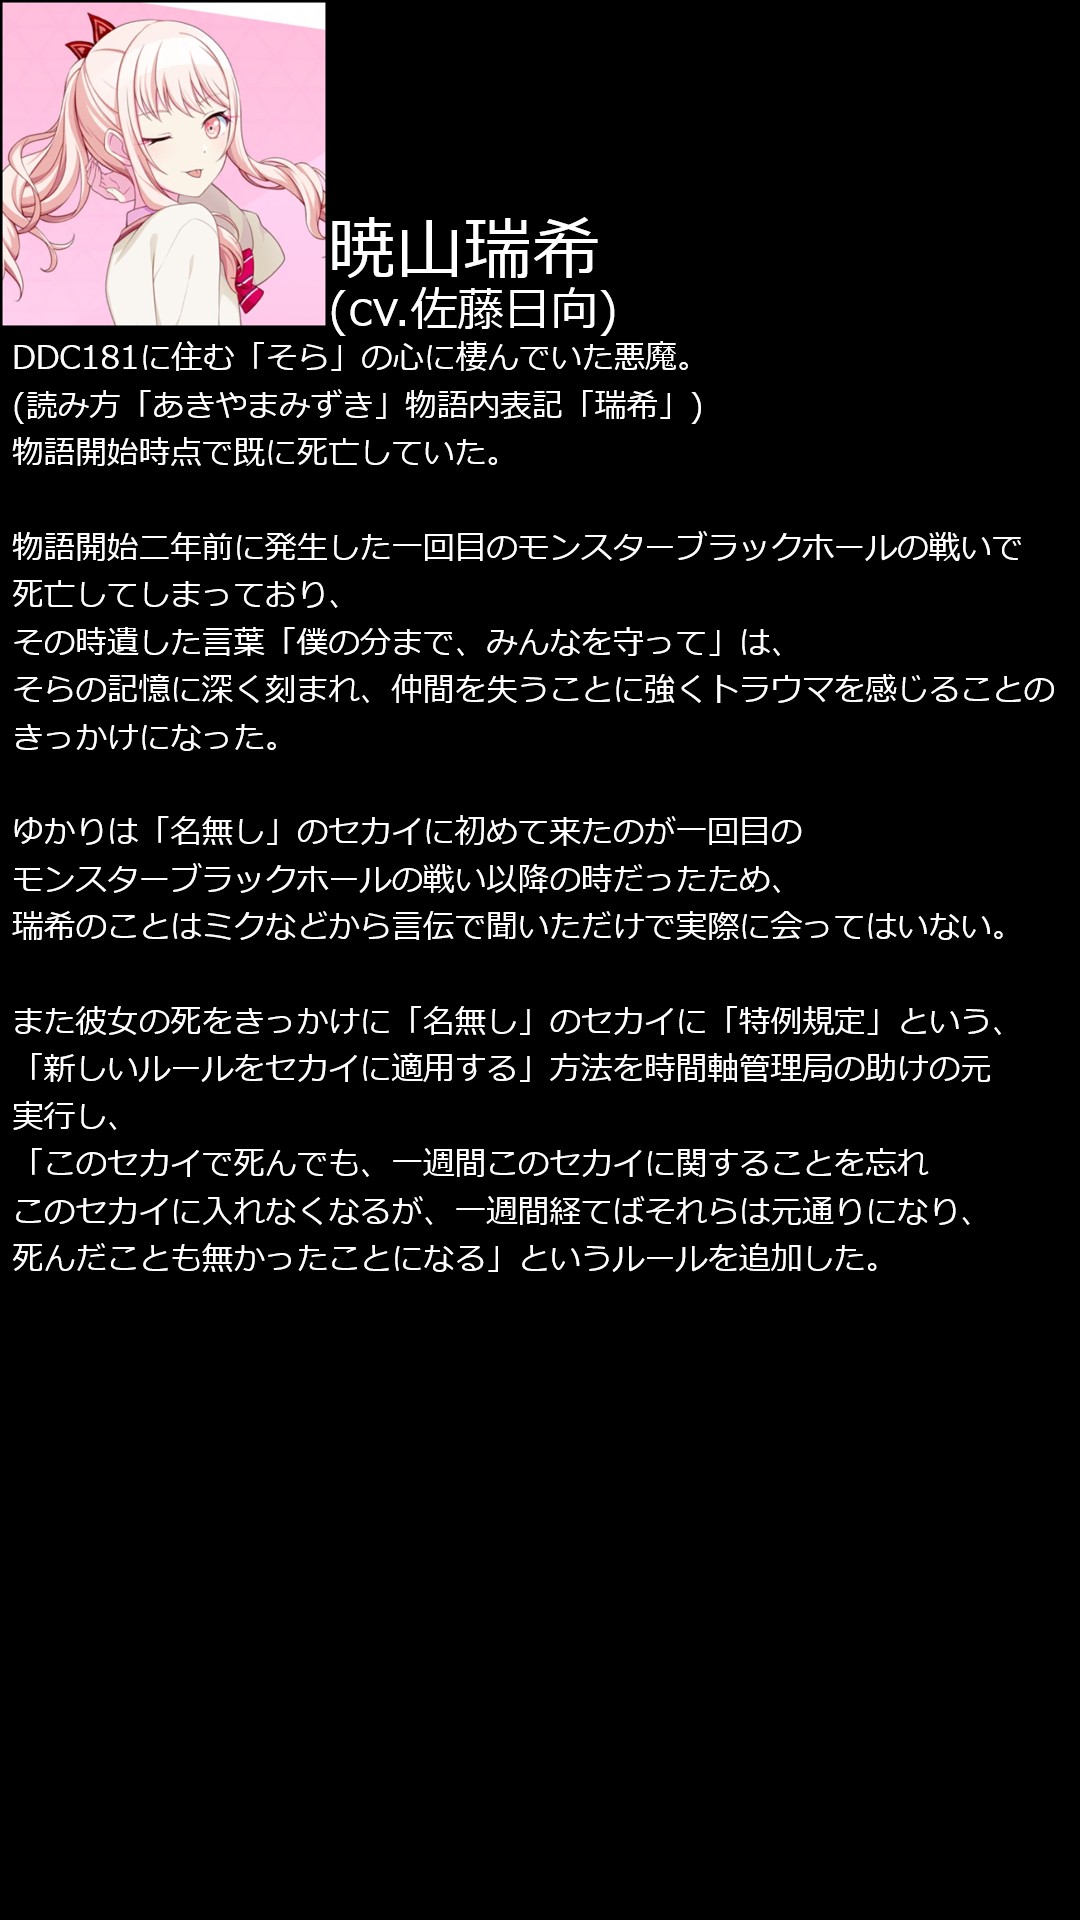 暁山瑞希
(cv.佐藤日向)
DDC181に住む「そら」の心に棲んでいた悪魔。
(読み方「あきやまみずき」物語内表記「瑞希」)
物語開始時点で既に死亡していた。
物語開始二年前に発生した一回目のモンスターブラックホールの戦いで
死亡してしまっており、
その時遺した言葉「僕の分まで、みんなを守って」は、
そらの記憶に深く刻まれ、仲間を失うことに強くトラウマを感じることの
きっかけになった。
ゆかりは「名無し」のセカイに初めて来たのが一回目の
モンスターブラックホールの戦い以降の時だったため、
瑞希のことはミクなどから言伝で聞いただけで実際に会ってはいない。
また彼女の死をきっかけに「名無し」のセカイに「特例規定」という、
「新しいルールをセカイに適用する」方法を時間軸管理局の助けの元
実行し、
「このセカイで死んでも、一週間このセカイに関することを忘れ
このセカイに入れなくなるが、一週間経てばそれらは元通りになり、
死んだことも無かったことになる」というルールを追加した。